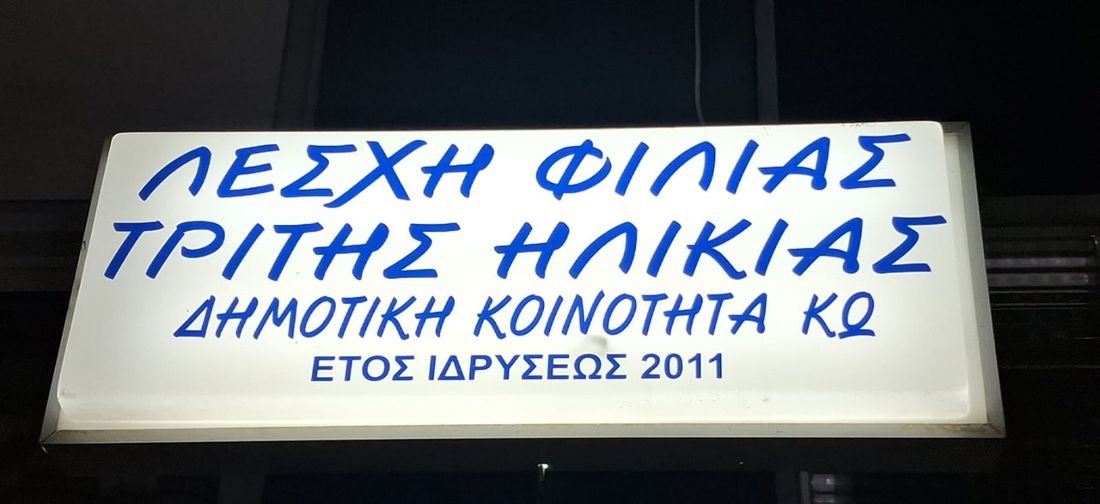 ΛΕΣΧΗ ΦΙΛΙΑΣ
ΤΡΙΤΗΣ ΗΛΙΚΙΑΣ
ΔΗΜΟΤΙΚΗ ΚΟΙΝΟΤΗΤΑ ΚΩ
ΕΤΟΣ ΙΔΡΥΣΕΩΣ 2011